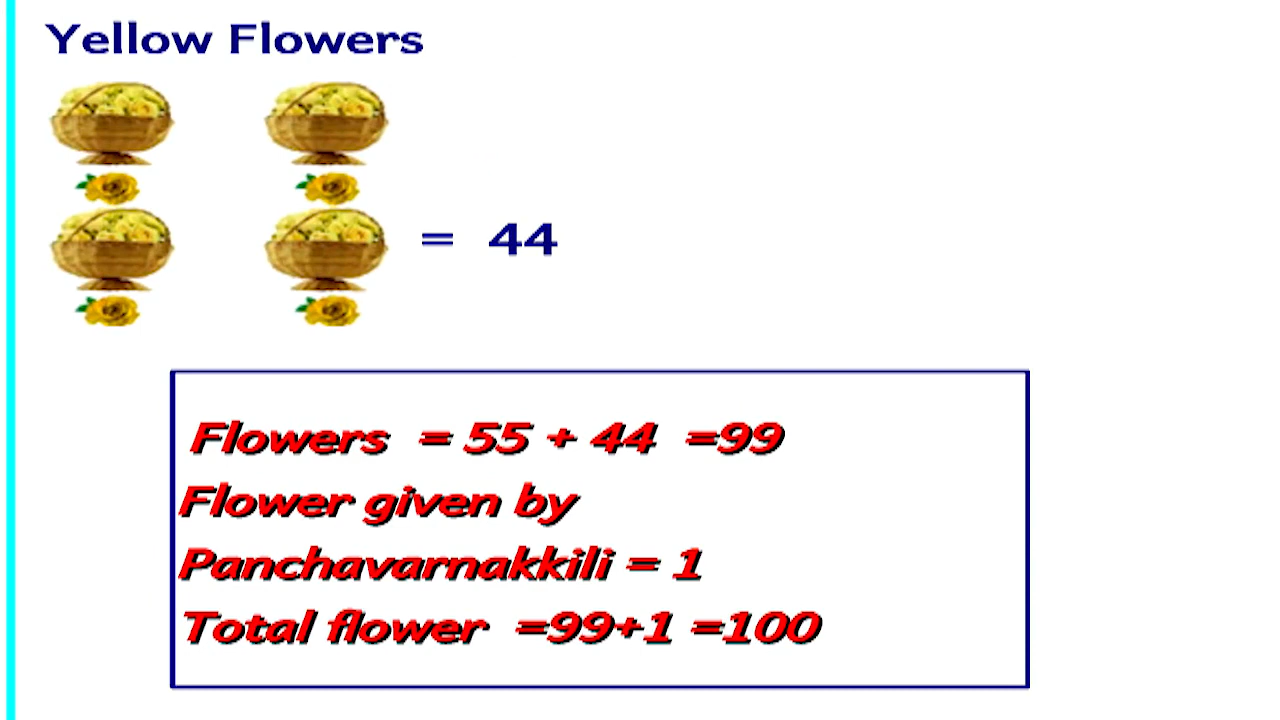 Yellow Flowers
= 44
Flowers = 55 + 44 =99
Flower given by
Panchavarnakkili = 1
Total flower =99+1 =100